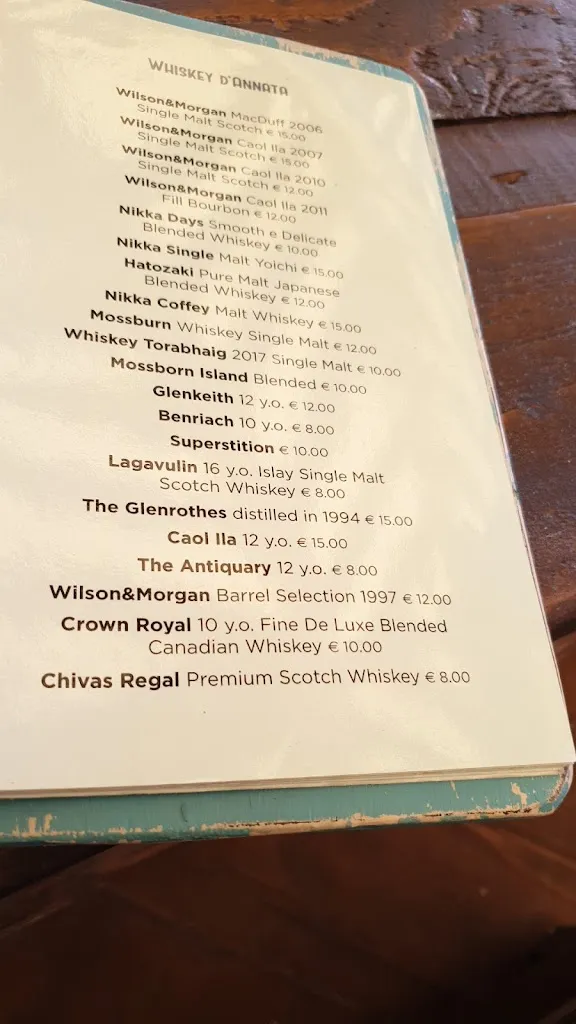 WHISKEY D'ANNATA
Wilson&Morgan MacDuff 2006
Single Malt Scotch € 15.00
Wilson&Morgan Caol Ila 2007
Single Malt Scotch € 15.00
Wilson&Morgan Caol Ila 2010
Single Malt Scotch € 12.00
Wilson&Morgan Caol Ila 2011
Fill Bourbon € 12.00
Nikka Days Smooth e Delicate
Blended Whiskey € 10.00
Nikka Single Malt Yoichi € 15.00
Hatozaki Pure Malt Japanese
Blended Whiskey € 12.00
Nikka Coffey Malt Whiskey € 15.00
Mossburn Whiskey Single Malt € 12.00
Whiskey Torabhaig 2017 Single Malt € 10.00
Mossborn Island Blended € 10.00
Glenkeith 12 y.o. € 12.00
Benriach 10 y.o. € 8.00
Superstition € 10.00
Lagavulin 16 y.o. Islay Single Malt
Scotch Whiskey € 8.00
The Glenrothes distilled in 1994 € 15.00
Caol Ila 12 y.o. € 15.00
The Antiquary 12 y.o. € 8.00
Wilson&Morgan Barrel Selection 1997 € 12.00
Crown Royal 10 y.o. Fine De Luxe Blended
Canadian Whiskey € 10.00
Chivas Regal Premium Scotch Whiskey € 8.00